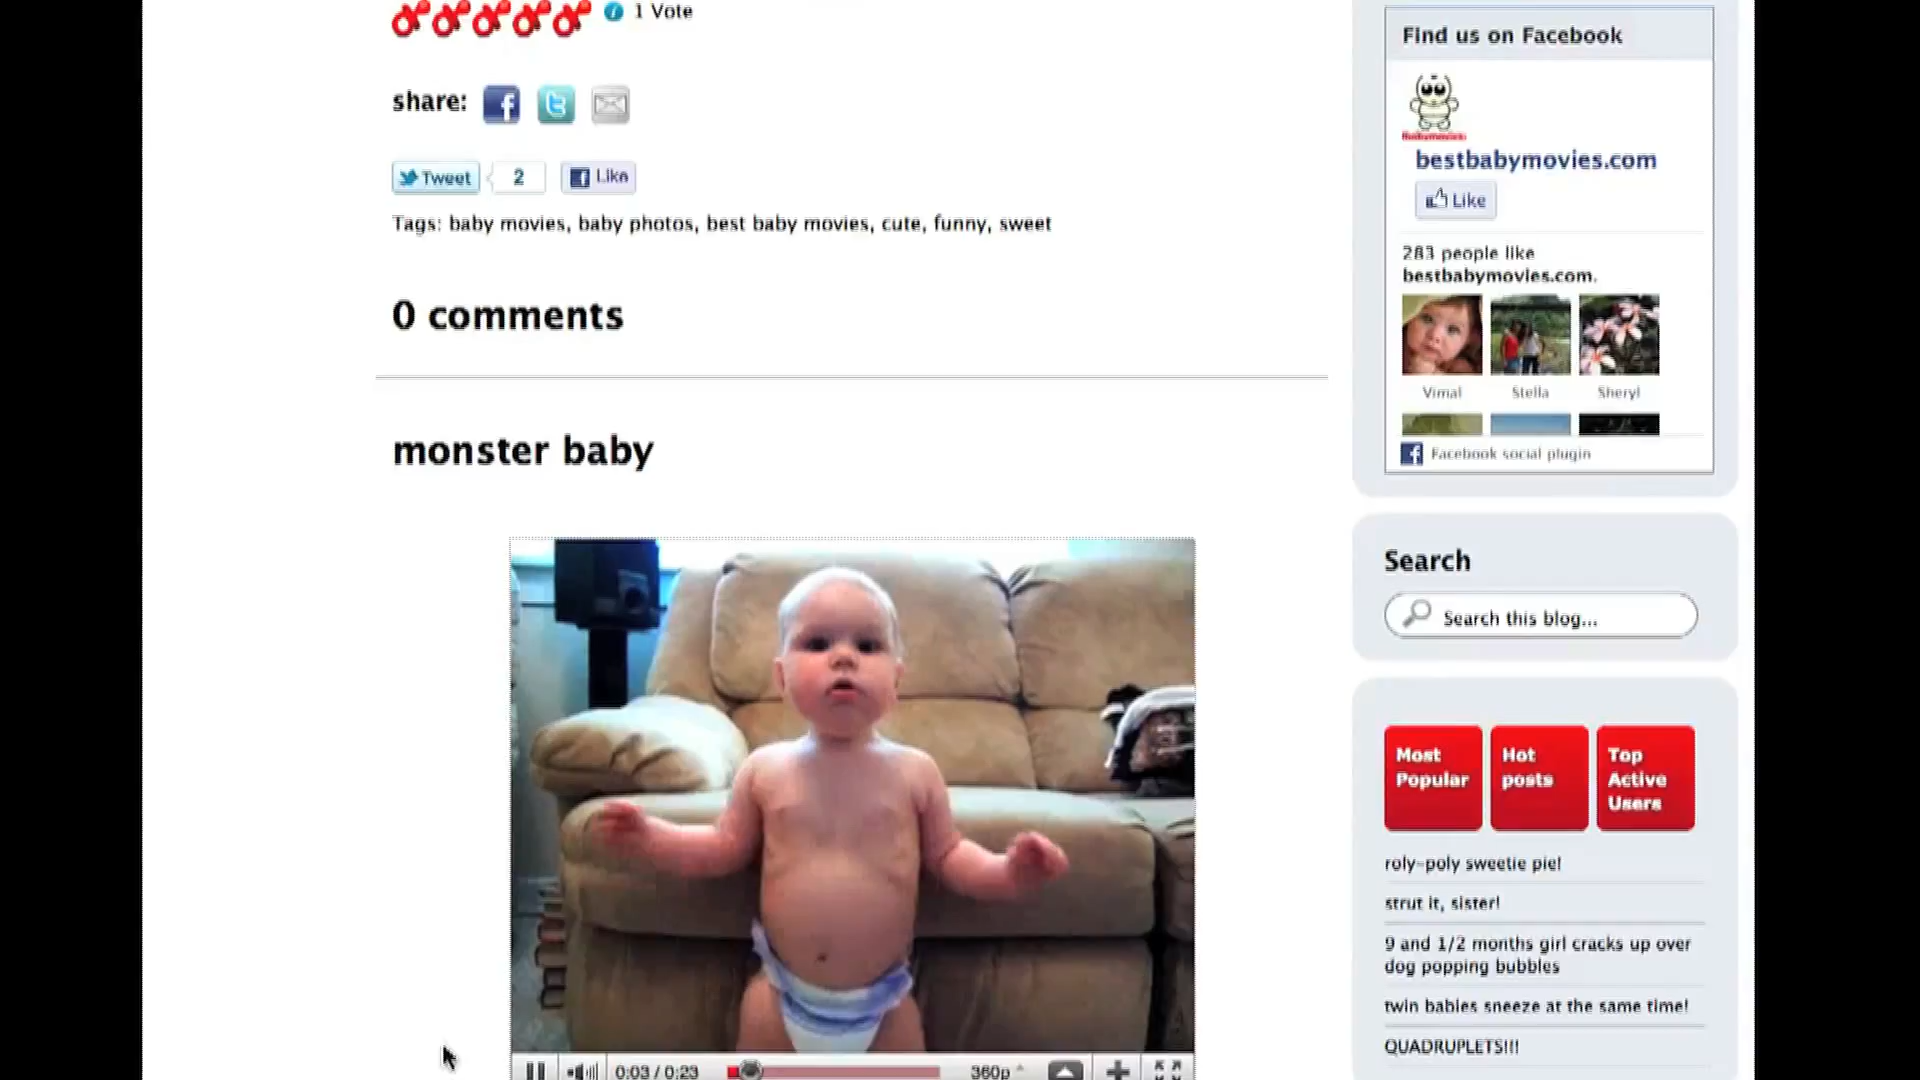 1 Vote
share:
Tweet 2 Like
Tags: baby movies, baby photos, best baby movies, cute, funny, sweet
0 comments
monster baby
0:03 / 0:23 360p
Find us on Facebook
bestbabymovies.com
Like
283 people like
bestbabymovies.com.
Vimal Stella Sheryl
Facebook social plugin
Search
Search this blog...
Most
Popular
Hot
posts
Top
Active
Users
roly-poly sweetie pie!
strut it, sister!
9 and 1/2 months girl cracks up over
dog popping bubbles
twin babies sneeze at the same time!
QUADRUPLETS!!!